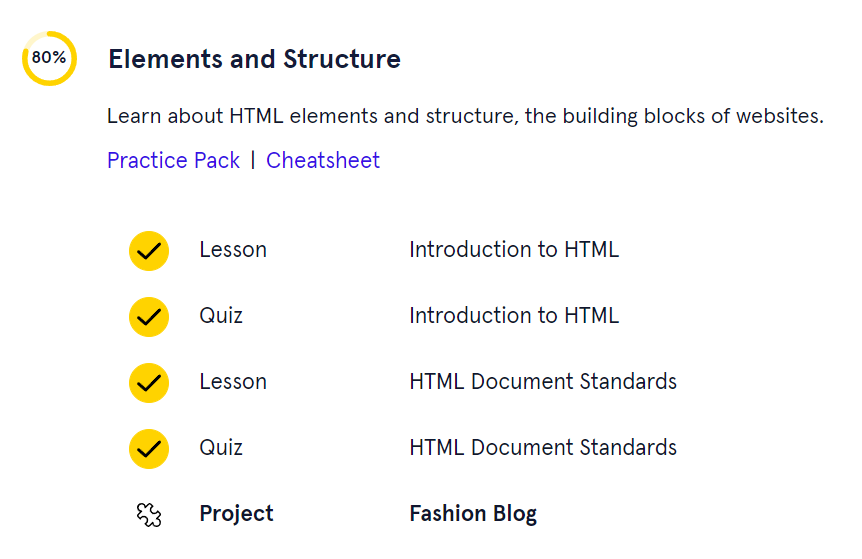 80% Elements and Structure
Learn about HTML elements and structure, the building blocks of websites.
Practice Pack | Cheatsheet
Lesson Introduction to HTML
Quiz Introduction to HTML
Lesson HTML Document Standards
Quiz HTML Document Standards
Project Fashion Blog